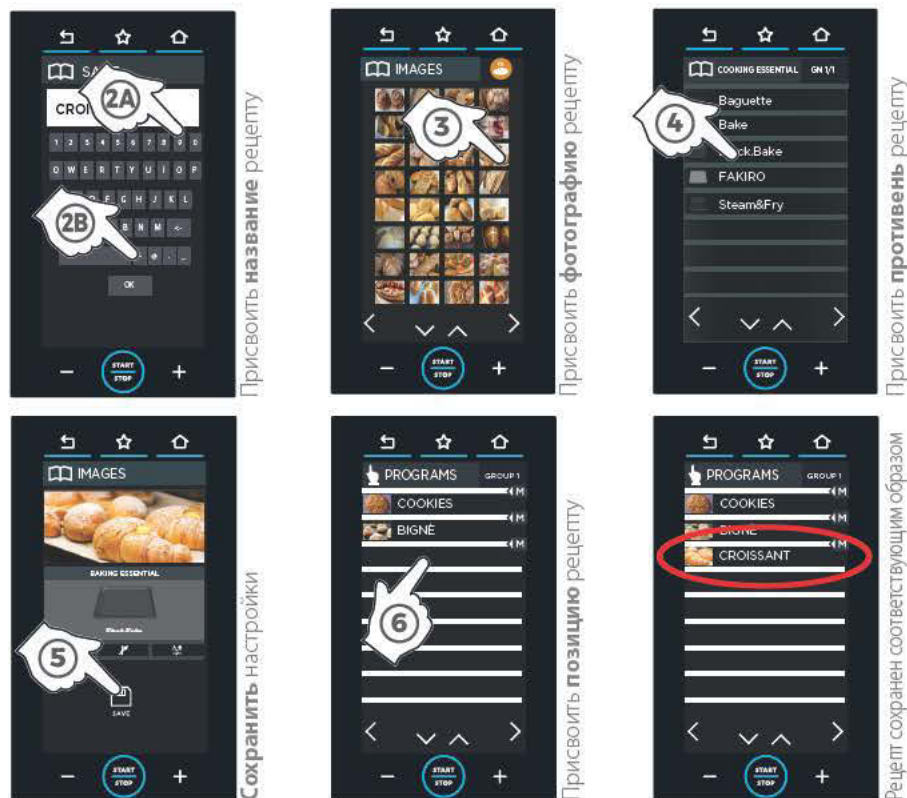 SA
2A
CROI
1 2 3 4 5 7 8 9 0
Q W E R T Y U I O P
F G H J K L
2B
B N M <-
@ . _
OK
START
STOP
Присвоить название рецепту
IMAGES
3
START
STOP
Присвоить фотографию рецепту
COOKING ESSENTIAL GN 1/1
Baguette
4
Bake
ck.Bake
FAKIRO
Steam&Fry
START
STOP
Присвоить противень рецепту
IMAGES
BAKING ESSENTIAL
Black.Bake
5
SAVE
START
STOP
Сохранить настройки
PROGRAMS GROUP 1
M
COOKIES
M
BIGNÈ
M
6
START
STOP
Присвоить позицию рецепту
PROGRAMS GROUP 1
M
COOKIES
M
BIGNÈ
M
CROISSANT
START
STOP
Рецепт сохранен соответствующим образом